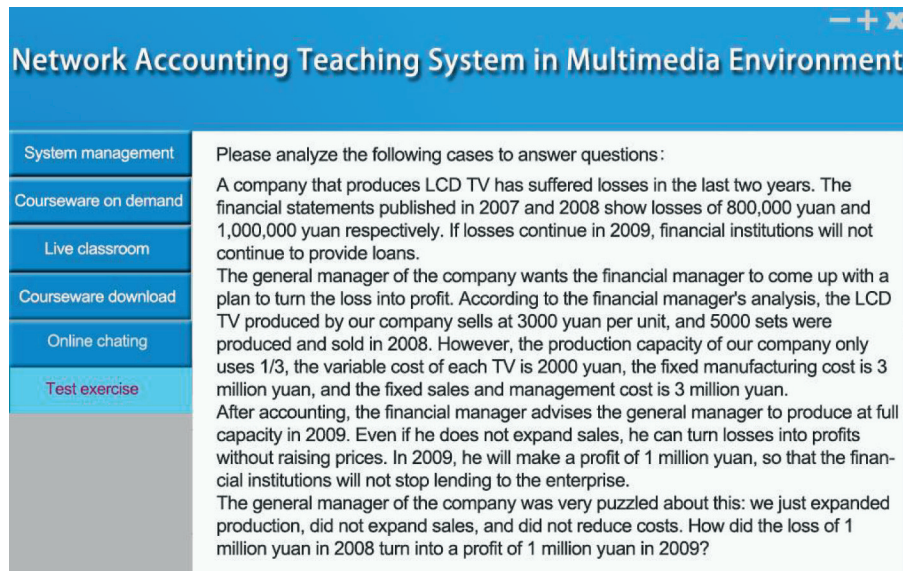 Network Accounting Teaching System in Multimedia Environment
System management
Courseware on demand
Live classroom
Courseware download
Online chating
Test exercise
Please analyze the following cases to answer questions:
A company that produces LCD TV has suffered losses in the last two years. The
financial statements published in 2007 and 2008 show losses of 800,000 yuan and
1,000,000 yuan respectively. If losses continue in 2009, financial institutions will not
continue to provide loans.
The general manager of the company wants the financial manager to come up with a
plan to turn the loss into profit. According to the financial manager's analysis, the LCD
TV produced by our company sells at 3000 yuan per unit, and 5000 sets were
produced and sold in 2008. However, the production capacity of our company only
uses 1/3, the variable cost of each TV is 2000 yuan, the fixed manufacturing cost is 3
million yuan, and the fixed sales and management cost is 3 million yuan.
After accounting, the financial manager advises the general manager to produce at full
capacity in 2009. Even if he does not expand sales, he can turn losses into profits
without raising prices. In 2009, he will make a profit of 1 million yuan, so that the finan-
cial institutions will not stop lending to the enterprise.
The general manager of the company was very puzzled about this: we just expanded
production, did not expand sales, and did not reduce costs. How did the loss of 1
million yuan in 2008 turn into a profit of 1 million yuan in 2009?